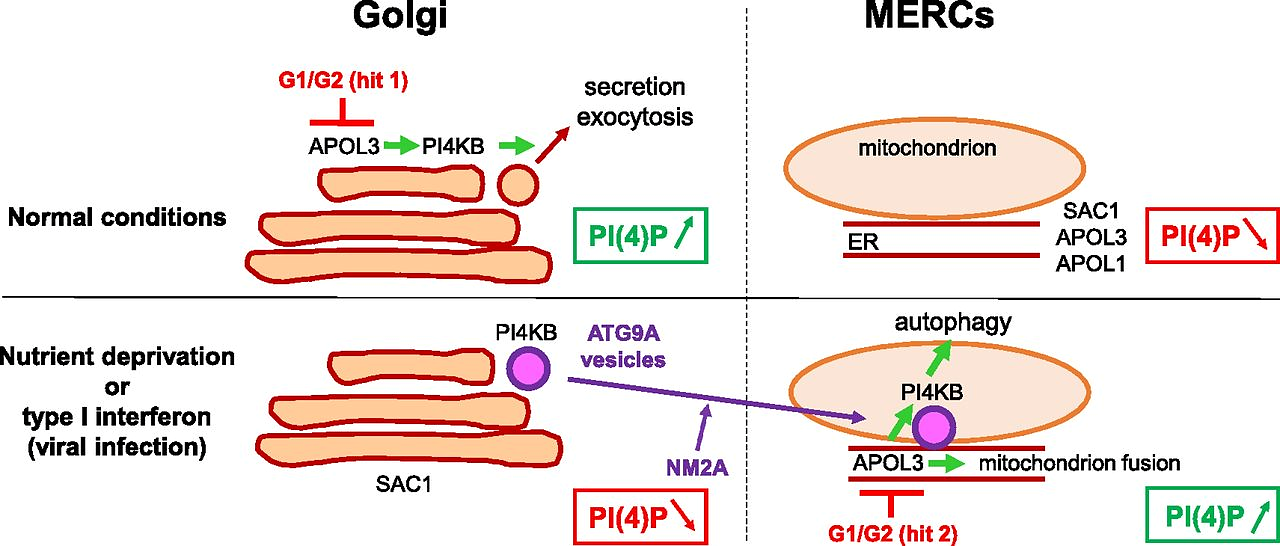 Golgi
MERCs
G1/G2 (hit 1)
secretion
exocytosis
APOL3
PI4KB
mitochondrion
Normal conditions
PI(4)P
ER
SAC1
APOL3
APOL1
PI(4)P
Nutrient deprivation
or
type I interferon
(viral infection)
PI4KB
ATG9A
vesicles
NM2A
SAC1
PI(4)P
autophagy
PI4KB
APOL3
mitochondrion fusion
G1/G2 (hit 2)
PI(4)P